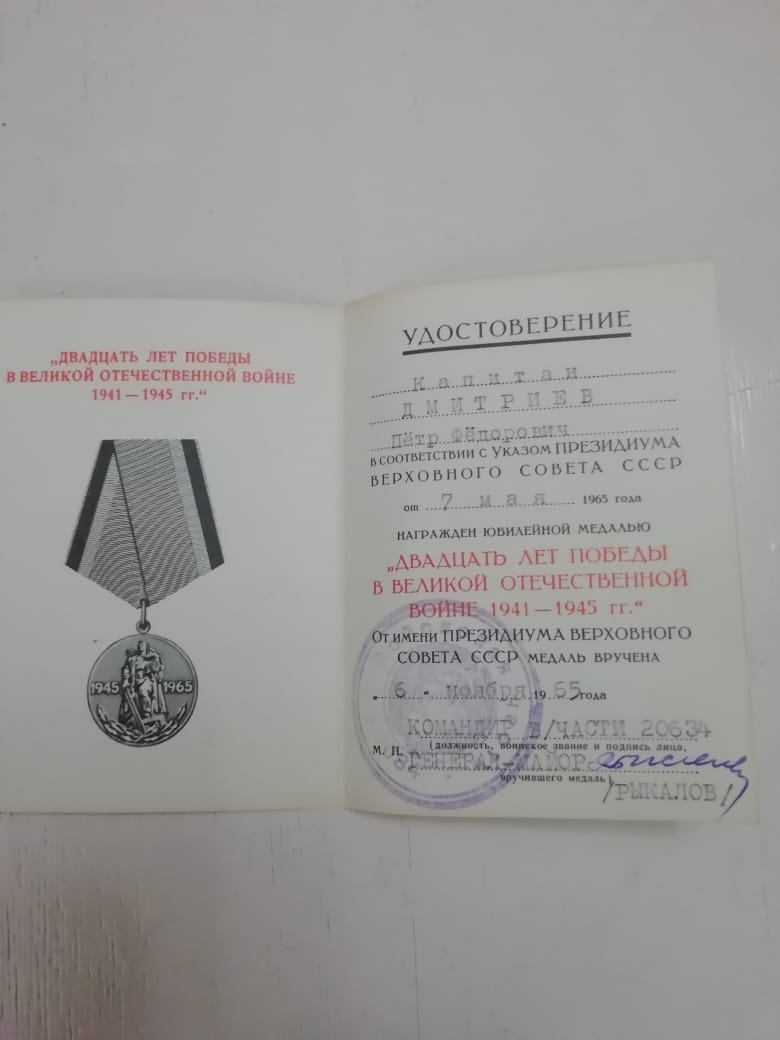 „ДВАДЦАТЬ ЛЕТ ПОБЕДЫ
В ВЕЛИКОЙ ОТЕЧЕСТВЕННОЙ ВОЙНЕ
1941 — 1945 гг.“
1945 1965
УДОСТОВЕРЕНИЕ
Капитан
ДМИТРИЕВ
Пётр Фёдорович
В СООТВЕТСТВИИ С УКАЗОМ ПРЕЗИДИУМА
ВЕРХОВНОГО СОВЕТА СССР
от 7 мая 1965 года
НАГРАЖДЕН ЮБИЛЕЙНОЙ МЕДАЛЬЮ
„ДВАДЦАТЬ ЛЕТ ПОБЕДЫ
В ВЕЛИКОЙ ОТЕЧЕСТВЕННОЙ
ВОЙНЕ 1941 — 1945 гг.“
ОТ ИМЕНИ ПРЕЗИДИУМА ВЕРХОВНОГО
СОВЕТА СССР МЕДАЛЬ ВРУЧЕНА
„ 6 “ ноября 1965 года
КОМАНДИР В/ЧАСТИ 20634
М. П. (должность, воинское звание и подпись лица,
ГЕНЕРАЛ-МАЙОР
вручившего медаль)
/РЫКАЛОВ/